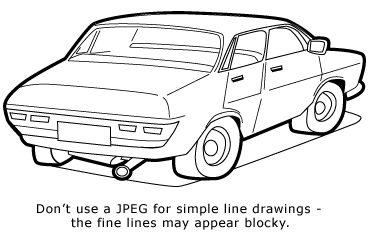 Don't use a JPEG for simple line drawings -
the fine lines may appear blocky.